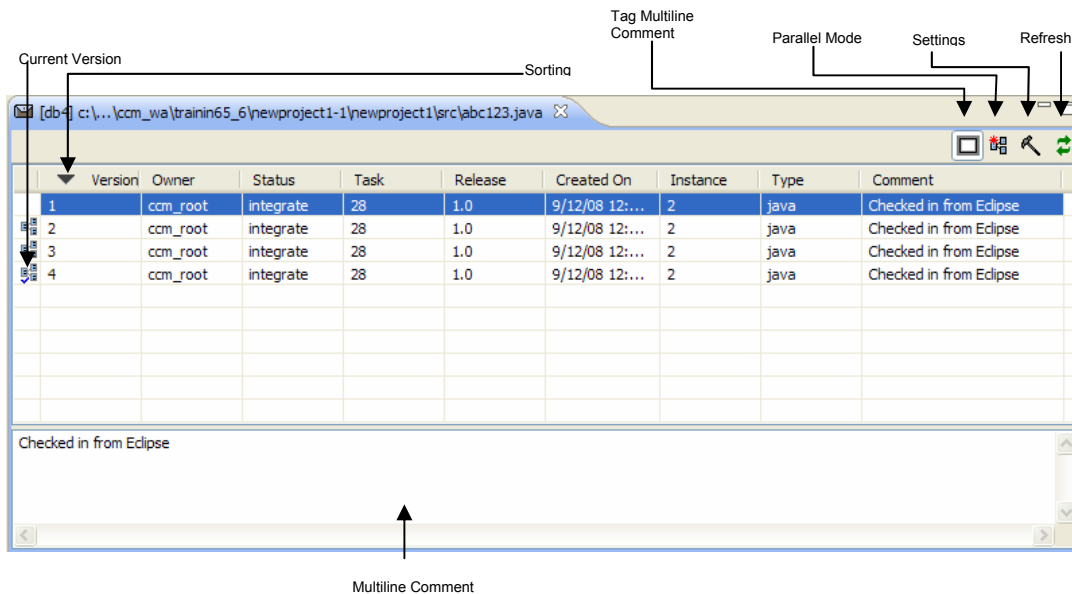 Tag Multiline
Comment
Parallel Mode
Settings
Refresh
Current Version
Sorting
[db4] c:\...\ccm_wa\trainin65_6\newproject1-1\newproject1\src\abc123.java
Version Owner Status Task Release Created On Instance Type Comment
1 ccm_root integrate 28 1.0 9/12/08 12:... 2 java Checked in from Eclipse
2 ccm_root integrate 28 1.0 9/12/08 12:... 2 java Checked in from Eclipse
3 ccm_root integrate 28 1.0 9/12/08 12:... 2 java Checked in from Eclipse
4 ccm_root integrate 28 1.0 9/12/08 12:... 2 java Checked in from Eclipse
Checked in from Eclipse
Multiline Comment